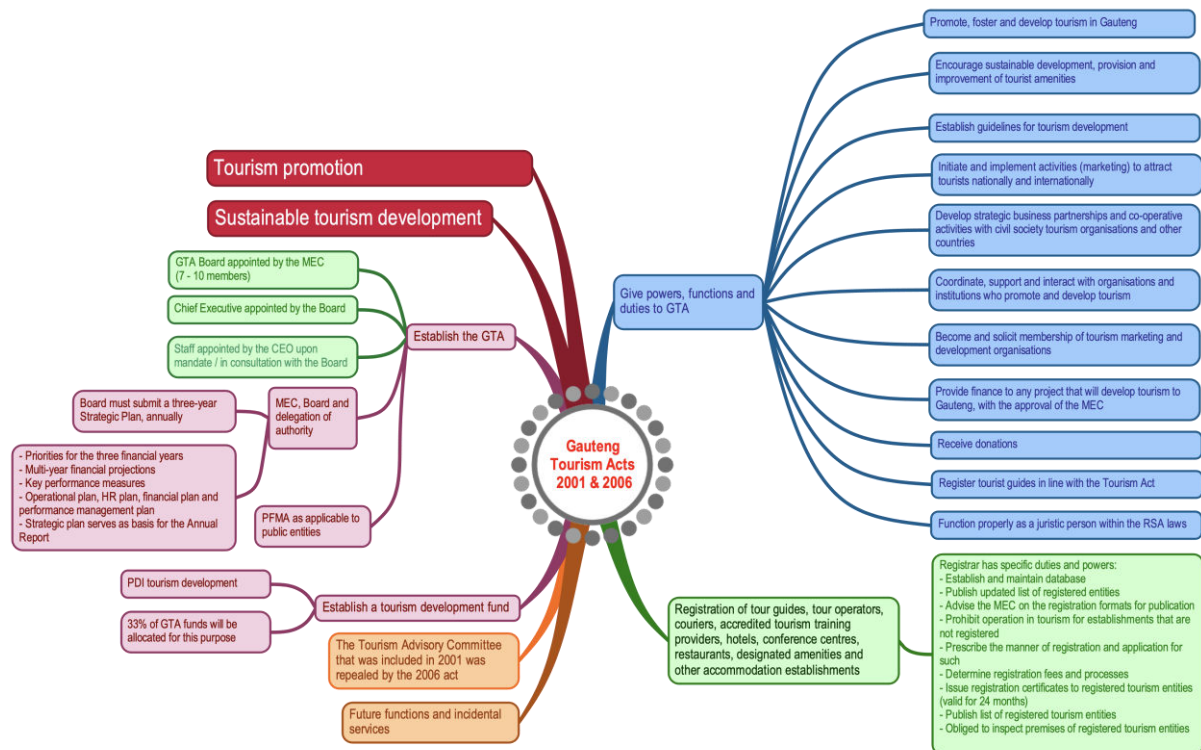 Tourism promotion
Sustainable tourism development
GTA Board appointed by the MEC
(7 - 10 members)
Chief Executive appointed by the Board
Staff appointed by the CEO upon
mandate / in consultation with the Board
Establish the GTA
Board must submit a three-year
Strategic Plan, annually
MEC, Board and
delegation of
authority
- Priorities for the three financial years
- Multi-year financial projections
- Key performance measures
- Operational plan, HR plan, financial plan and
performance management plan
- Strategic plan serves as basis for the Annual
Report
PFMA as applicable to
public entities
PDI tourism development
33% of GTA funds will be
allocated for this purpose
Establish a tourism development fund
The Tourism Advisory Committee
that was included in 2001 was
repealed by the 2006 act
Future functions and incidental
services
Gauteng
Tourism Acts
2001 & 2006
Give powers, functions and
duties to GTA
Promote, foster and develop tourism in Gauteng
Encourage sustainable development, provision and
improvement of tourist amenities
Establish guidelines for tourism development
Initiate and implement activities (marketing) to attract
tourists nationally and internationally
Develop strategic business partnerships and co-operative
activities with civil society tourism organisations and other
countries
Coordinate, support and interact with organisations and
institutions who promote and develop tourism
Become and solicit membership of tourism marketing and
development organisations
Provide finance to any project that will develop tourism to
Gauteng, with the approval of the MEC
Receive donations
Register tourist guides in line with the Tourism Act
Function properly as a juristic person within the RSA laws
Registration of tour guides, tour operators,
couriers, accredited tourism training
providers, hotels, conference centres,
restaurants, designated amenities and
other accommodation establishments
Registrar has specific duties and powers:
- Establish and maintain database
- Publish updated list of registered entities
- Advise the MEC on the registration formats for publication
- Prohibit operation in tourism for establishments that are
not registered
- Prescribe the manner of registration and application for
such
- Determine registration fees and processes
- Issue registration certificates to registered tourism entities
(valid for 24 months)
- Publish list of registered tourism entities
- Obliged to inspect premises of registered tourism entities